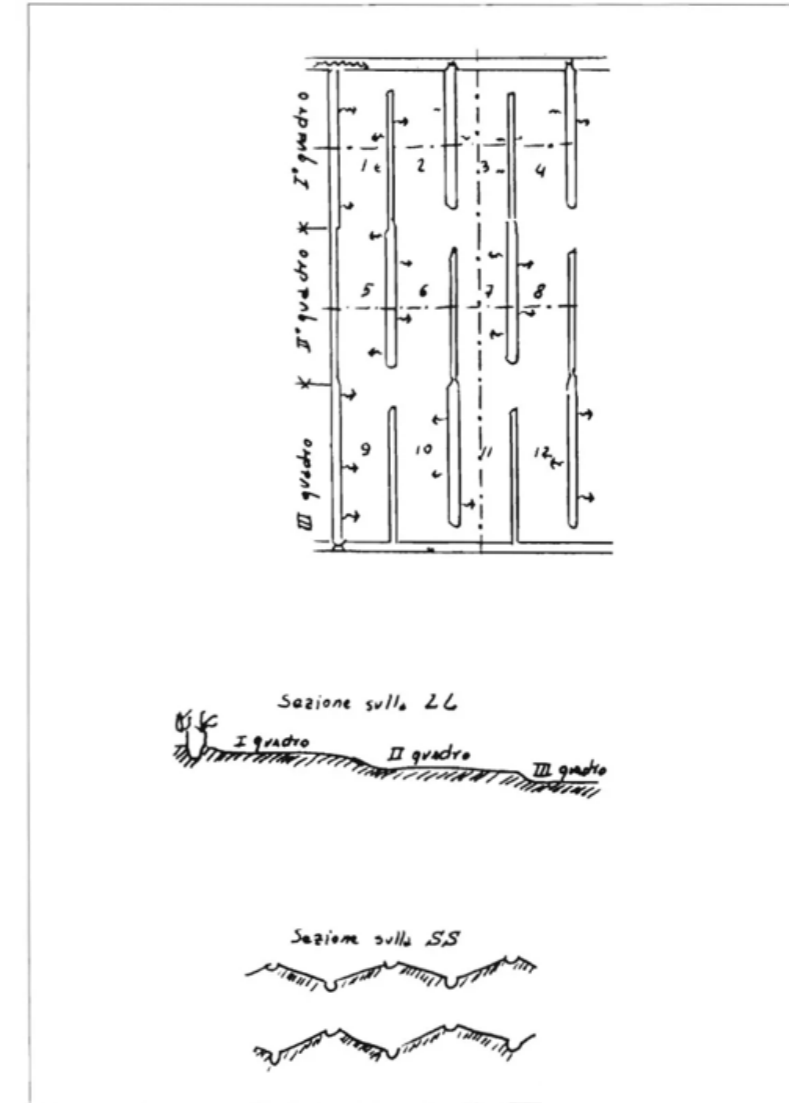 I° quadro
II° quadro
III quadro
1 2 3 4
5 6 7 8
9 10 11 12
Sezione sulla LL
I quadro
II quadro
III quadro
Sezione sulla SS